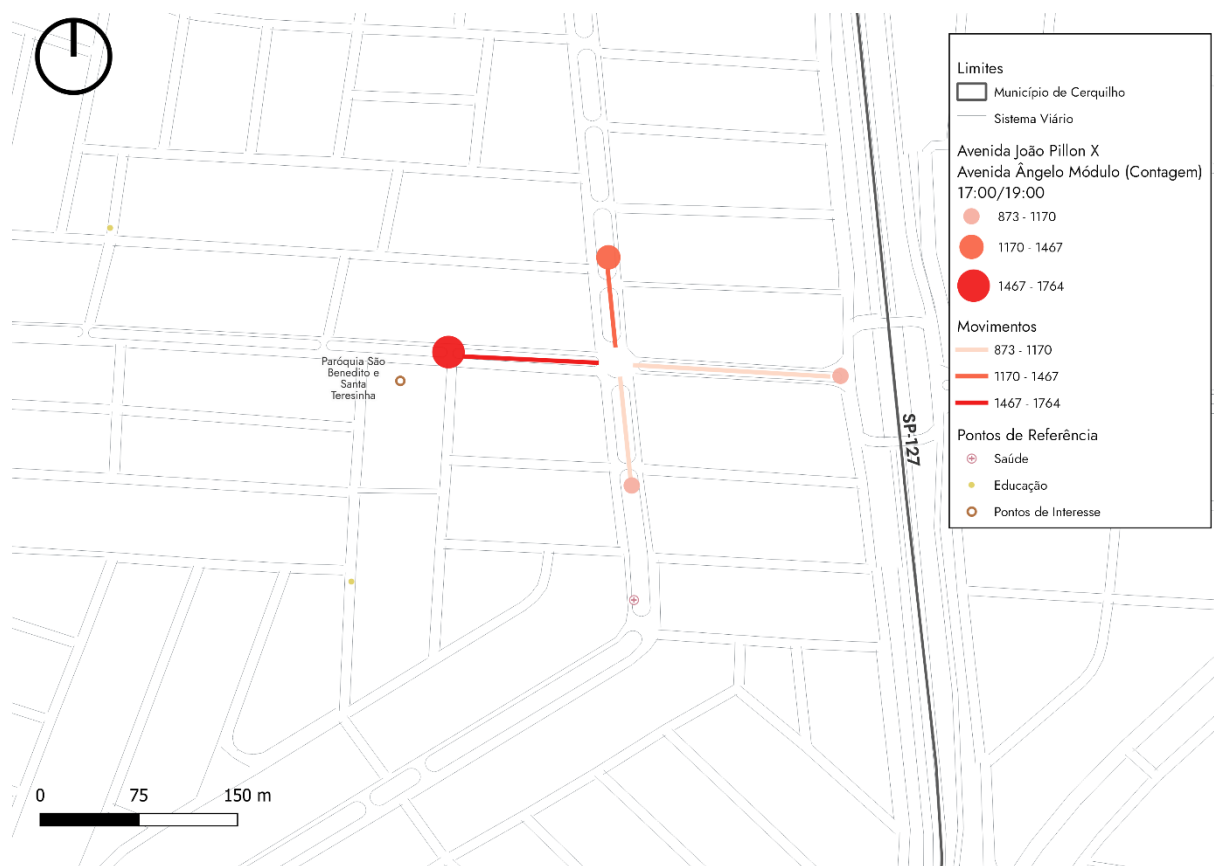 Limites
Município de Cerquilho
Sistema Viário
Avenida João Pillon X
Avenida Ângelo Módulo (Contagem)
17:00/19:00
873 - 1170
1170 - 1467
1467 - 1764
Movimentos
873 - 1170
1170 - 1467
1467 - 1764
Pontos de Referência
Saúde
Educação
Pontos de Interesse
Paróquia São
Benedito e
Santa
Teresinha
SP-127
0 75 150 m